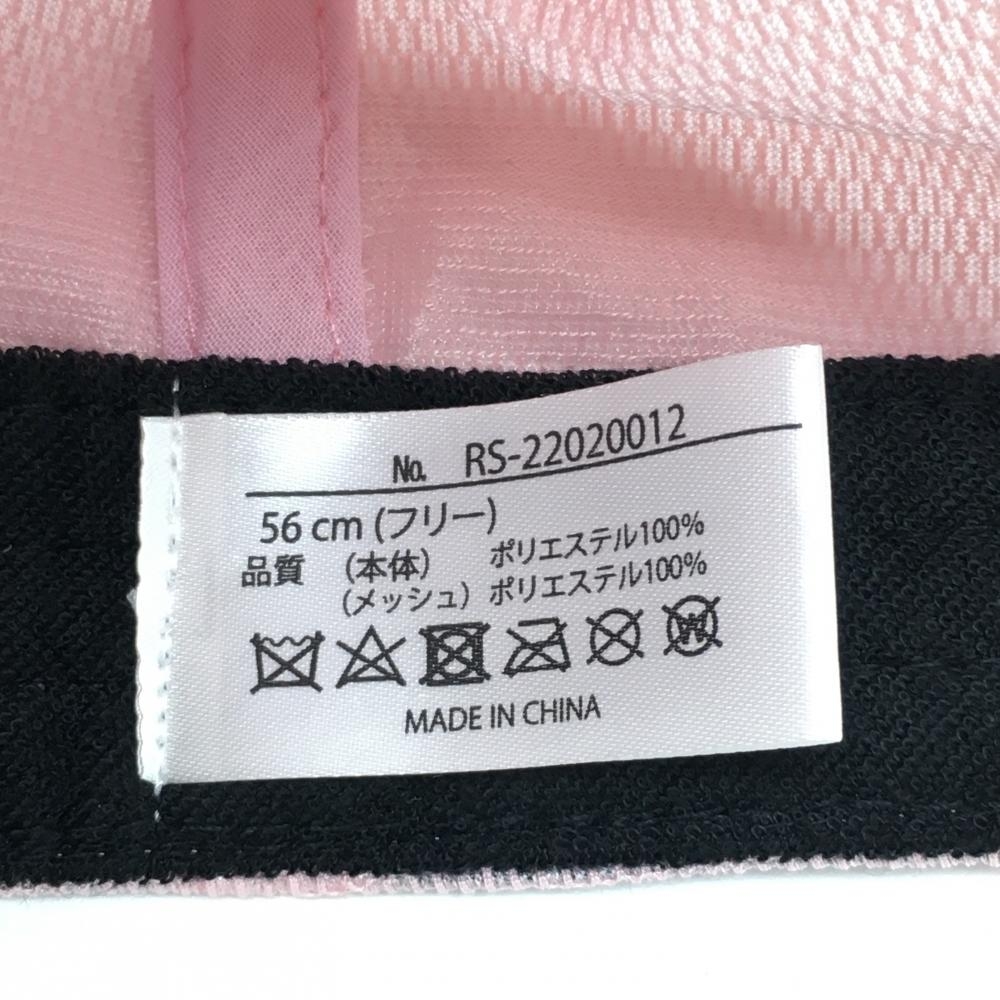 No. RS-22020012
56 cm (フリー)
品質 (本体) ポリエステル100%
(メッシュ) ポリエステル100%
W
MADE IN CHINA